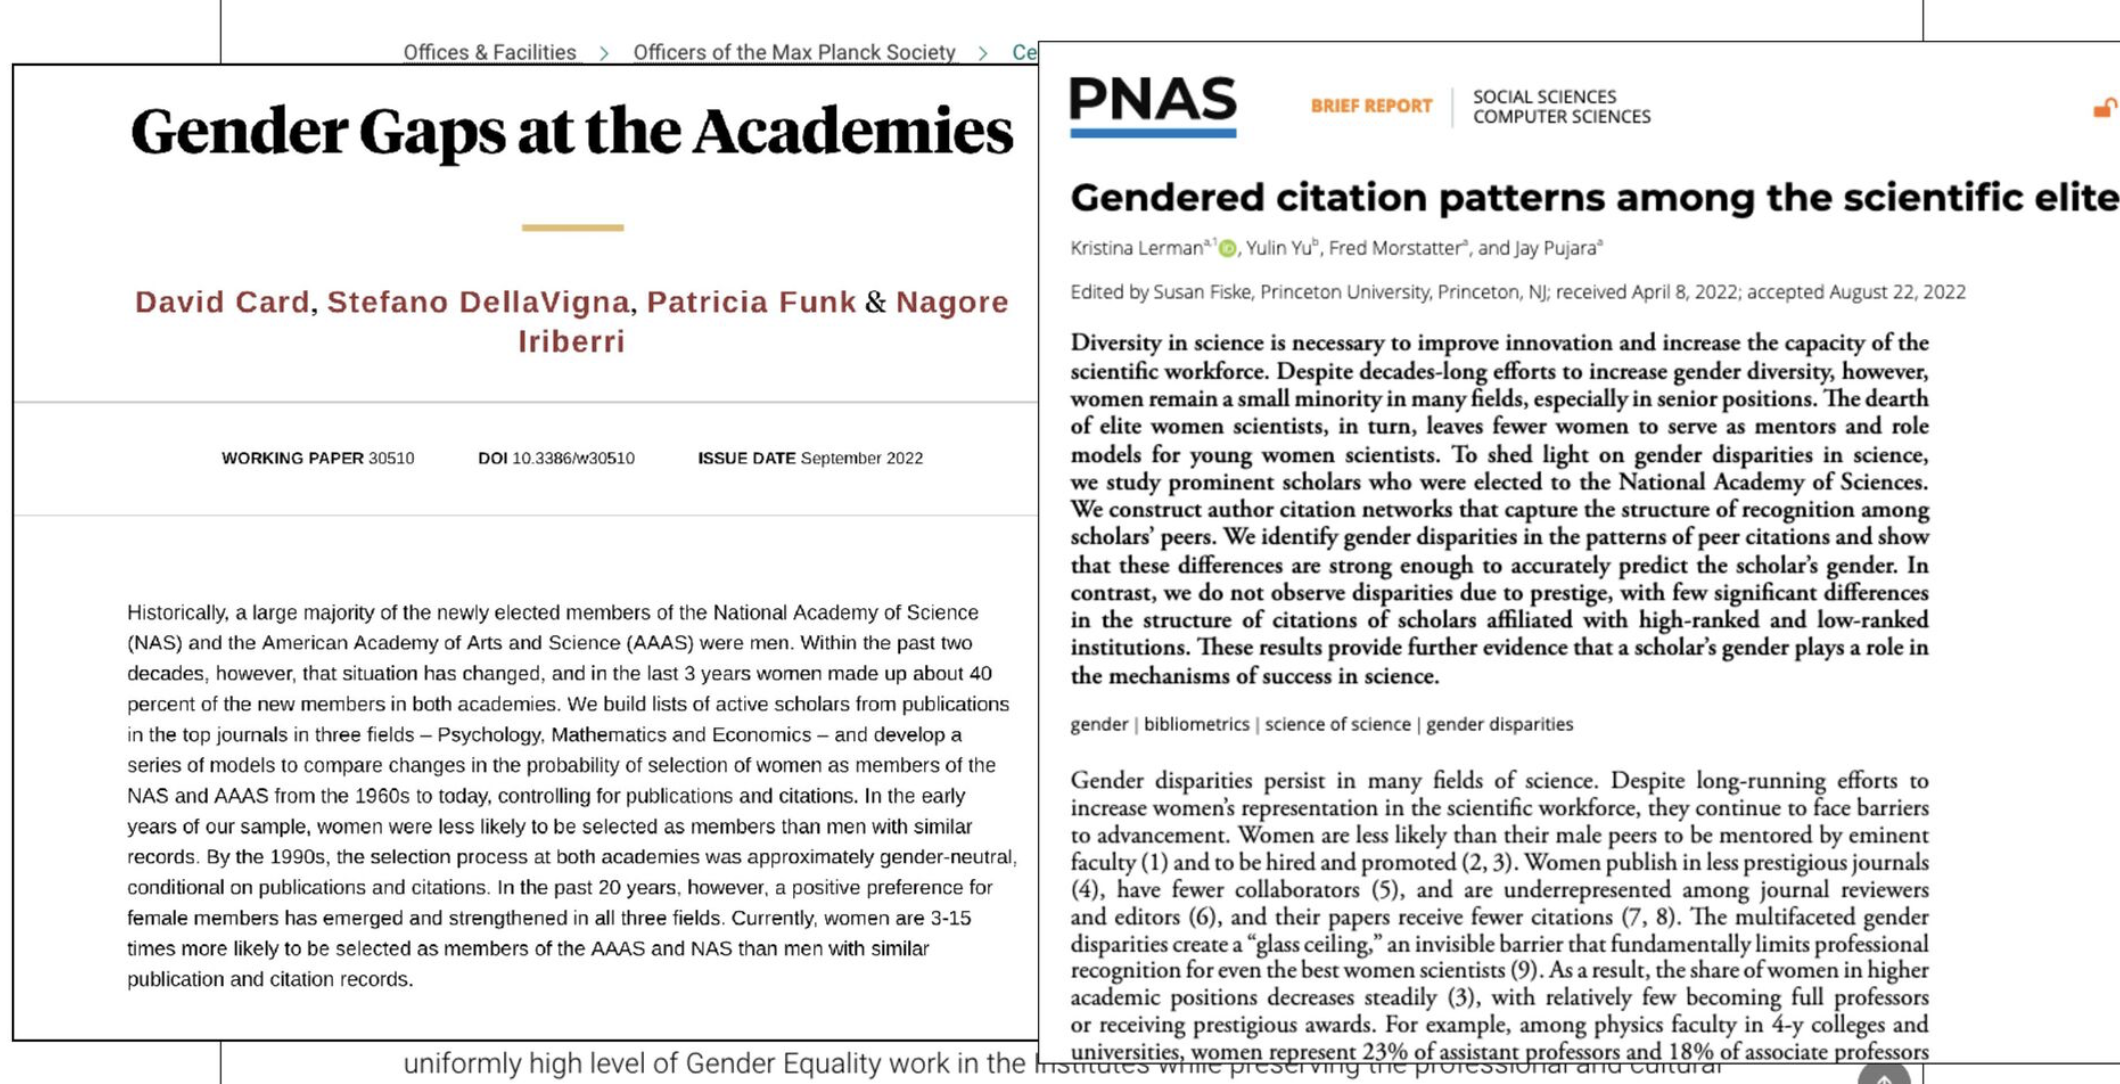 Offices & Facilities > Officers of the Max Planck Society > Ce
Gender Gaps at the Academies
David Card, Stefano DellaVigna, Patricia Funk & Nagore
Iriberri
WORKING PAPER 30510 DOI 10.3386/w30510 ISSUE DATE September 2022
Historically, a large majority of the newly elected members of the National Academy of Science
(NAS) and the American Academy of Arts and Science (AAAS) were men. Within the past two
decades, however, that situation has changed, and in the last 3 years women made up about 40
percent of the new members in both academies. We build lists of active scholars from publications
in the top journals in three fields – Psychology, Mathematics and Economics – and develop a
series of models to compare changes in the probability of selection of women as members of the
NAS and AAAS from the 1960s to today, controlling for publications and citations. In the early
years of our sample, women were less likely to be selected as members than men with similar
records. By the 1990s, the selection process at both academies was approximately gender-neutral,
conditional on publications and citations. In the past 20 years, however, a positive preference for
female members has emerged and strengthened in all three fields. Currently, women are 3-15
times more likely to be selected as members of the AAAS and NAS than men with similar
publication and citation records.
PNAS
BRIEF REPORT
SOCIAL SCIENCES
COMPUTER SCIENCES
Gendered citation patterns among the scientific elite
Kristina Lermanᵃ,¹ iD, Yulin Yuᵇ, Fred Morstatterᵃ, and Jay Pujaraᵃ
Edited by Susan Fiske, Princeton University, Princeton, NJ; received April 8, 2022; accepted August 22, 2022
Diversity in science is necessary to improve innovation and increase the capacity of the
scientific workforce. Despite decades-long efforts to increase gender diversity, however,
women remain a small minority in many fields, especially in senior positions. The dearth
of elite women scientists, in turn, leaves fewer women to serve as mentors and role
models for young women scientists. To shed light on gender disparities in science,
we study prominent scholars who were elected to the National Academy of Sciences.
We construct author citation networks that capture the structure of recognition among
scholars' peers. We identify gender disparities in the patterns of peer citations and show
that these differences are strong enough to accurately predict the scholar's gender. In
contrast, we do not observe disparities due to prestige, with few significant differences
in the structure of citations of scholars affiliated with high-ranked and low-ranked
institutions. These results provide further evidence that a scholar's gender plays a role in
the mechanisms of success in science.
gender | bibliometrics | science of science | gender disparities
Gender disparities persist in many fields of science. Despite long-running efforts to
increase women's representation in the scientific workforce, they continue to face barriers
to advancement. Women are less likely than their male peers to be mentored by eminent
faculty (1) and to be hired and promoted (2, 3). Women publish in less prestigious journals
(4), have fewer collaborators (5), and are underrepresented among journal reviewers
and editors (6), and their papers receive fewer citations (7, 8). The multifaceted gender
disparities create a "glass ceiling," an invisible barrier that fundamentally limits professional
recognition for even the best women scientists (9). As a result, the share of women in higher
academic positions decreases steadily (3), with relatively few becoming full professors
or receiving prestigious awards. For example, among physics faculty in 4-y colleges and
universities, women represent 23% of assistant professors and 18% of associate professors
uniformly high level of Gender Equality work in the Institutes while preserving the professional and cultural